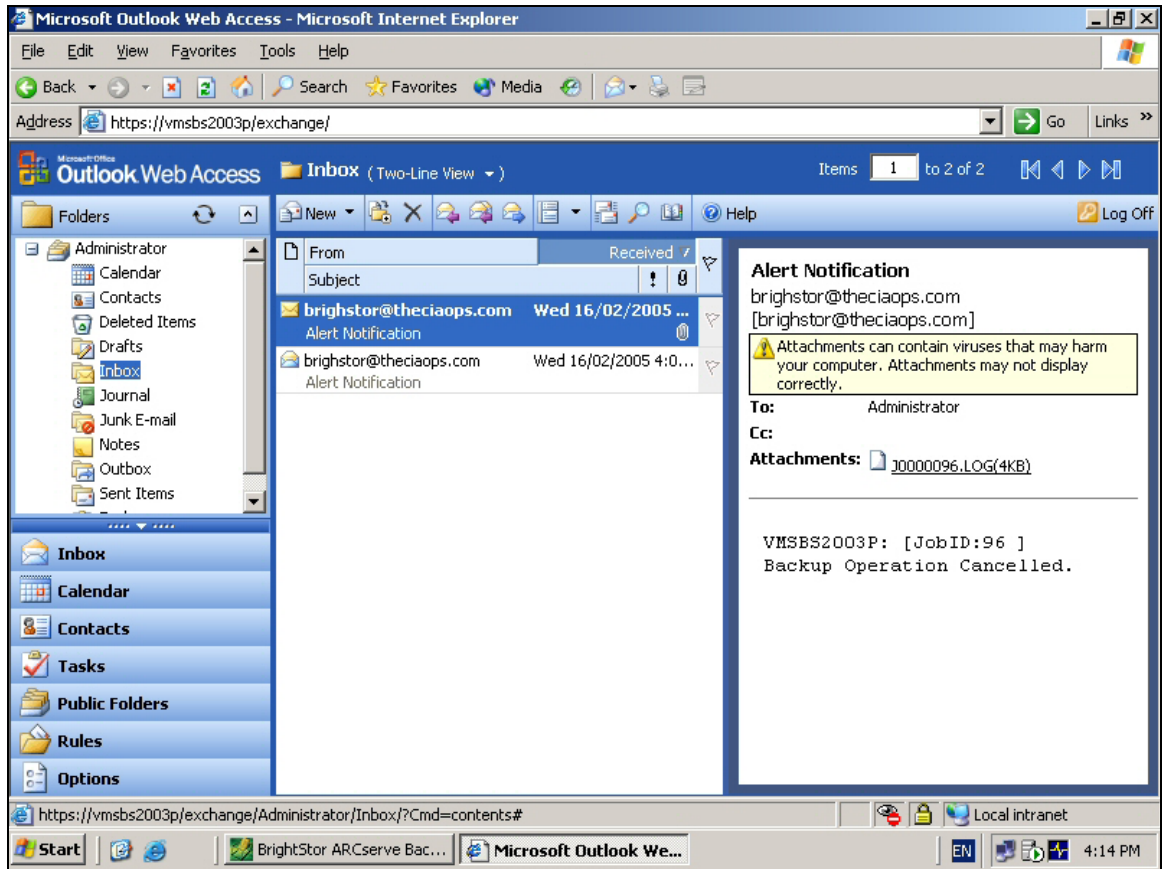 Microsoft Outlook Web Access - Microsoft Internet Explorer
File Edit View Favorites Tools Help
Back Search Favorites Media
Address https://vmsbs2003p/exchange/ Go Links »
Microsoft Office
Outlook Web Access Inbox (Two-Line View ) Items 1 to 2 of 2
Folders New Help Log Off
Administrator
Calendar
Contacts
Deleted Items
Drafts
Inbox
Journal
Junk E-mail
Notes
Outbox
Sent Items
Inbox
Calendar
Contacts
Tasks
Public Folders
Rules
Options
From Received
Subject
brighstor@theciaops.com Wed 16/02/2005 ...
Alert Notification
brighstor@theciaops.com Wed 16/02/2005 4:0...
Alert Notification
Alert Notification
brighstor@theciaops.com
[brighstor@theciaops.com]
Attachments can contain viruses that may harm
your computer. Attachments may not display
correctly.
To: Administrator
Cc:
Attachments: J0000096.LOG(4KB)
VMSBS2003P: [JobID:96 ]
Backup Operation Cancelled.
https://vmsbs2003p/exchange/Administrator/Inbox/?Cmd=contents# Local intranet
Start BrightStor ARCserve Bac... Microsoft Outlook We... EN 4:14 PM